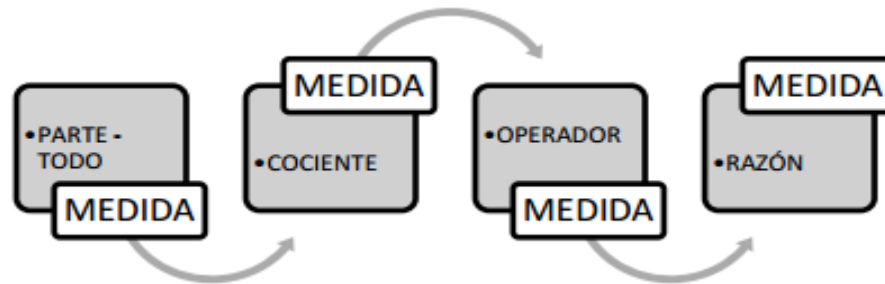 •PARTE -
TODO
MEDIDA
MEDIDA
•COCIENTE
•OPERADOR
MEDIDA
MEDIDA
•RAZÓN